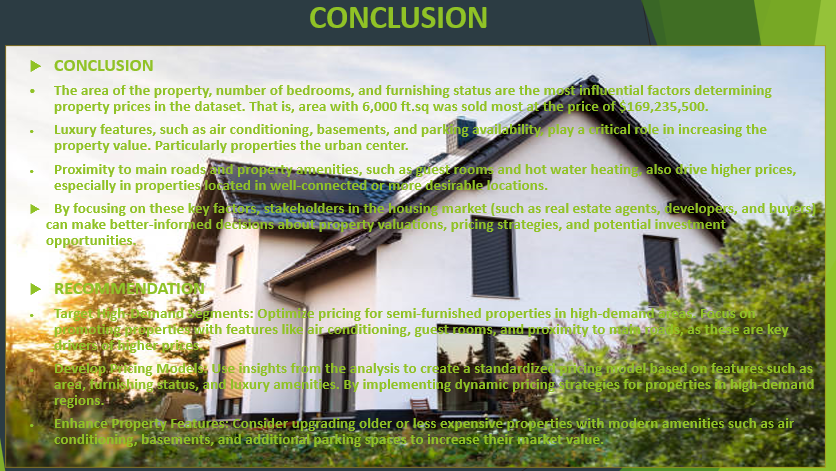 CONCLUSION
CONCLUSION
The area of the property, number of bedrooms, and furnishing status are the most influential factors determining
property prices in the dataset. That is, area with 6,000 ft.sq was sold most at the price of $169,235,500.
Luxury features, such as air conditioning, basements, and parking availability, play a critical role in increasing the
property value. Particularly properties the urban center.
Proximity to main roads and property amenities, such as guest rooms and hot water heating, also drive higher prices,
especially in properties located in well-connected or more desirable locations.
By focusing on these key factors, stakeholders in the housing market (such as real estate agents, developers, and buyers)
can make better-informed decisions about property valuations, pricing strategies, and potential investment
opportunities.
RECOMMENDATION
Target High-Demand Segments: Optimize pricing for semi-furnished properties in high-demand areas. Focus on
promoting properties with features like air conditioning, guest rooms, and proximity to main roads, as these are key
drivers of higher prices.
Develop Pricing Models: Use insights from the analysis to create a standardized pricing model based on features such as
area, furnishing status, and luxury amenities. By implementing dynamic pricing strategies for properties in high-demand
regions.
Enhance Property Features: Consider upgrading older or less expensive properties with modern amenities such as air
conditioning, basements, and additional parking spaces to increase their market value.